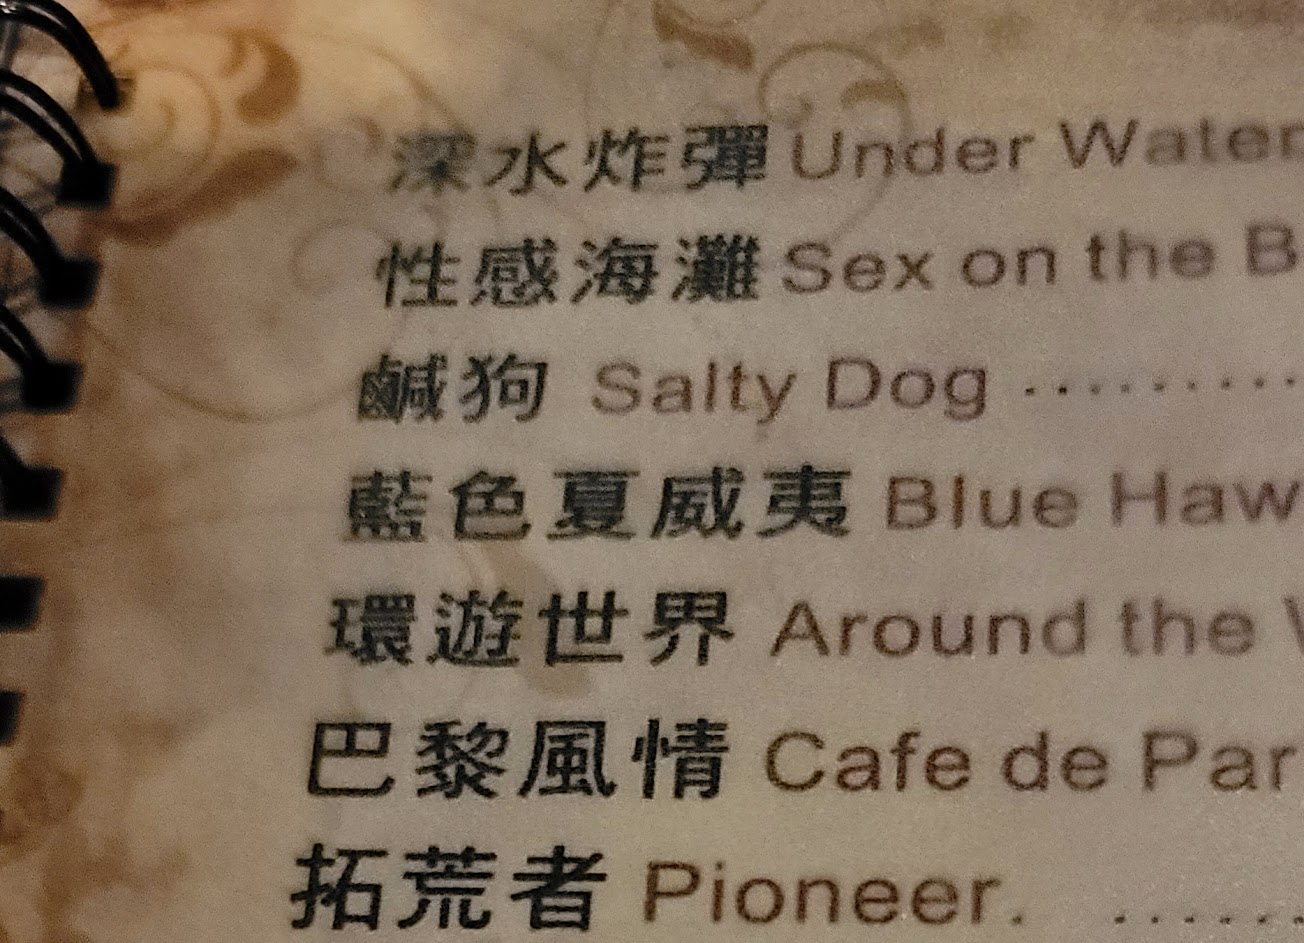 深水炸彈 Under Water
性感海灘 Sex on the B
鹹狗 Salty Dog ·········
藍色夏威夷 Blue Haw
環遊世界 Around the
巴黎風情 Cafe de Par
拓荒者 Pioneer. ······